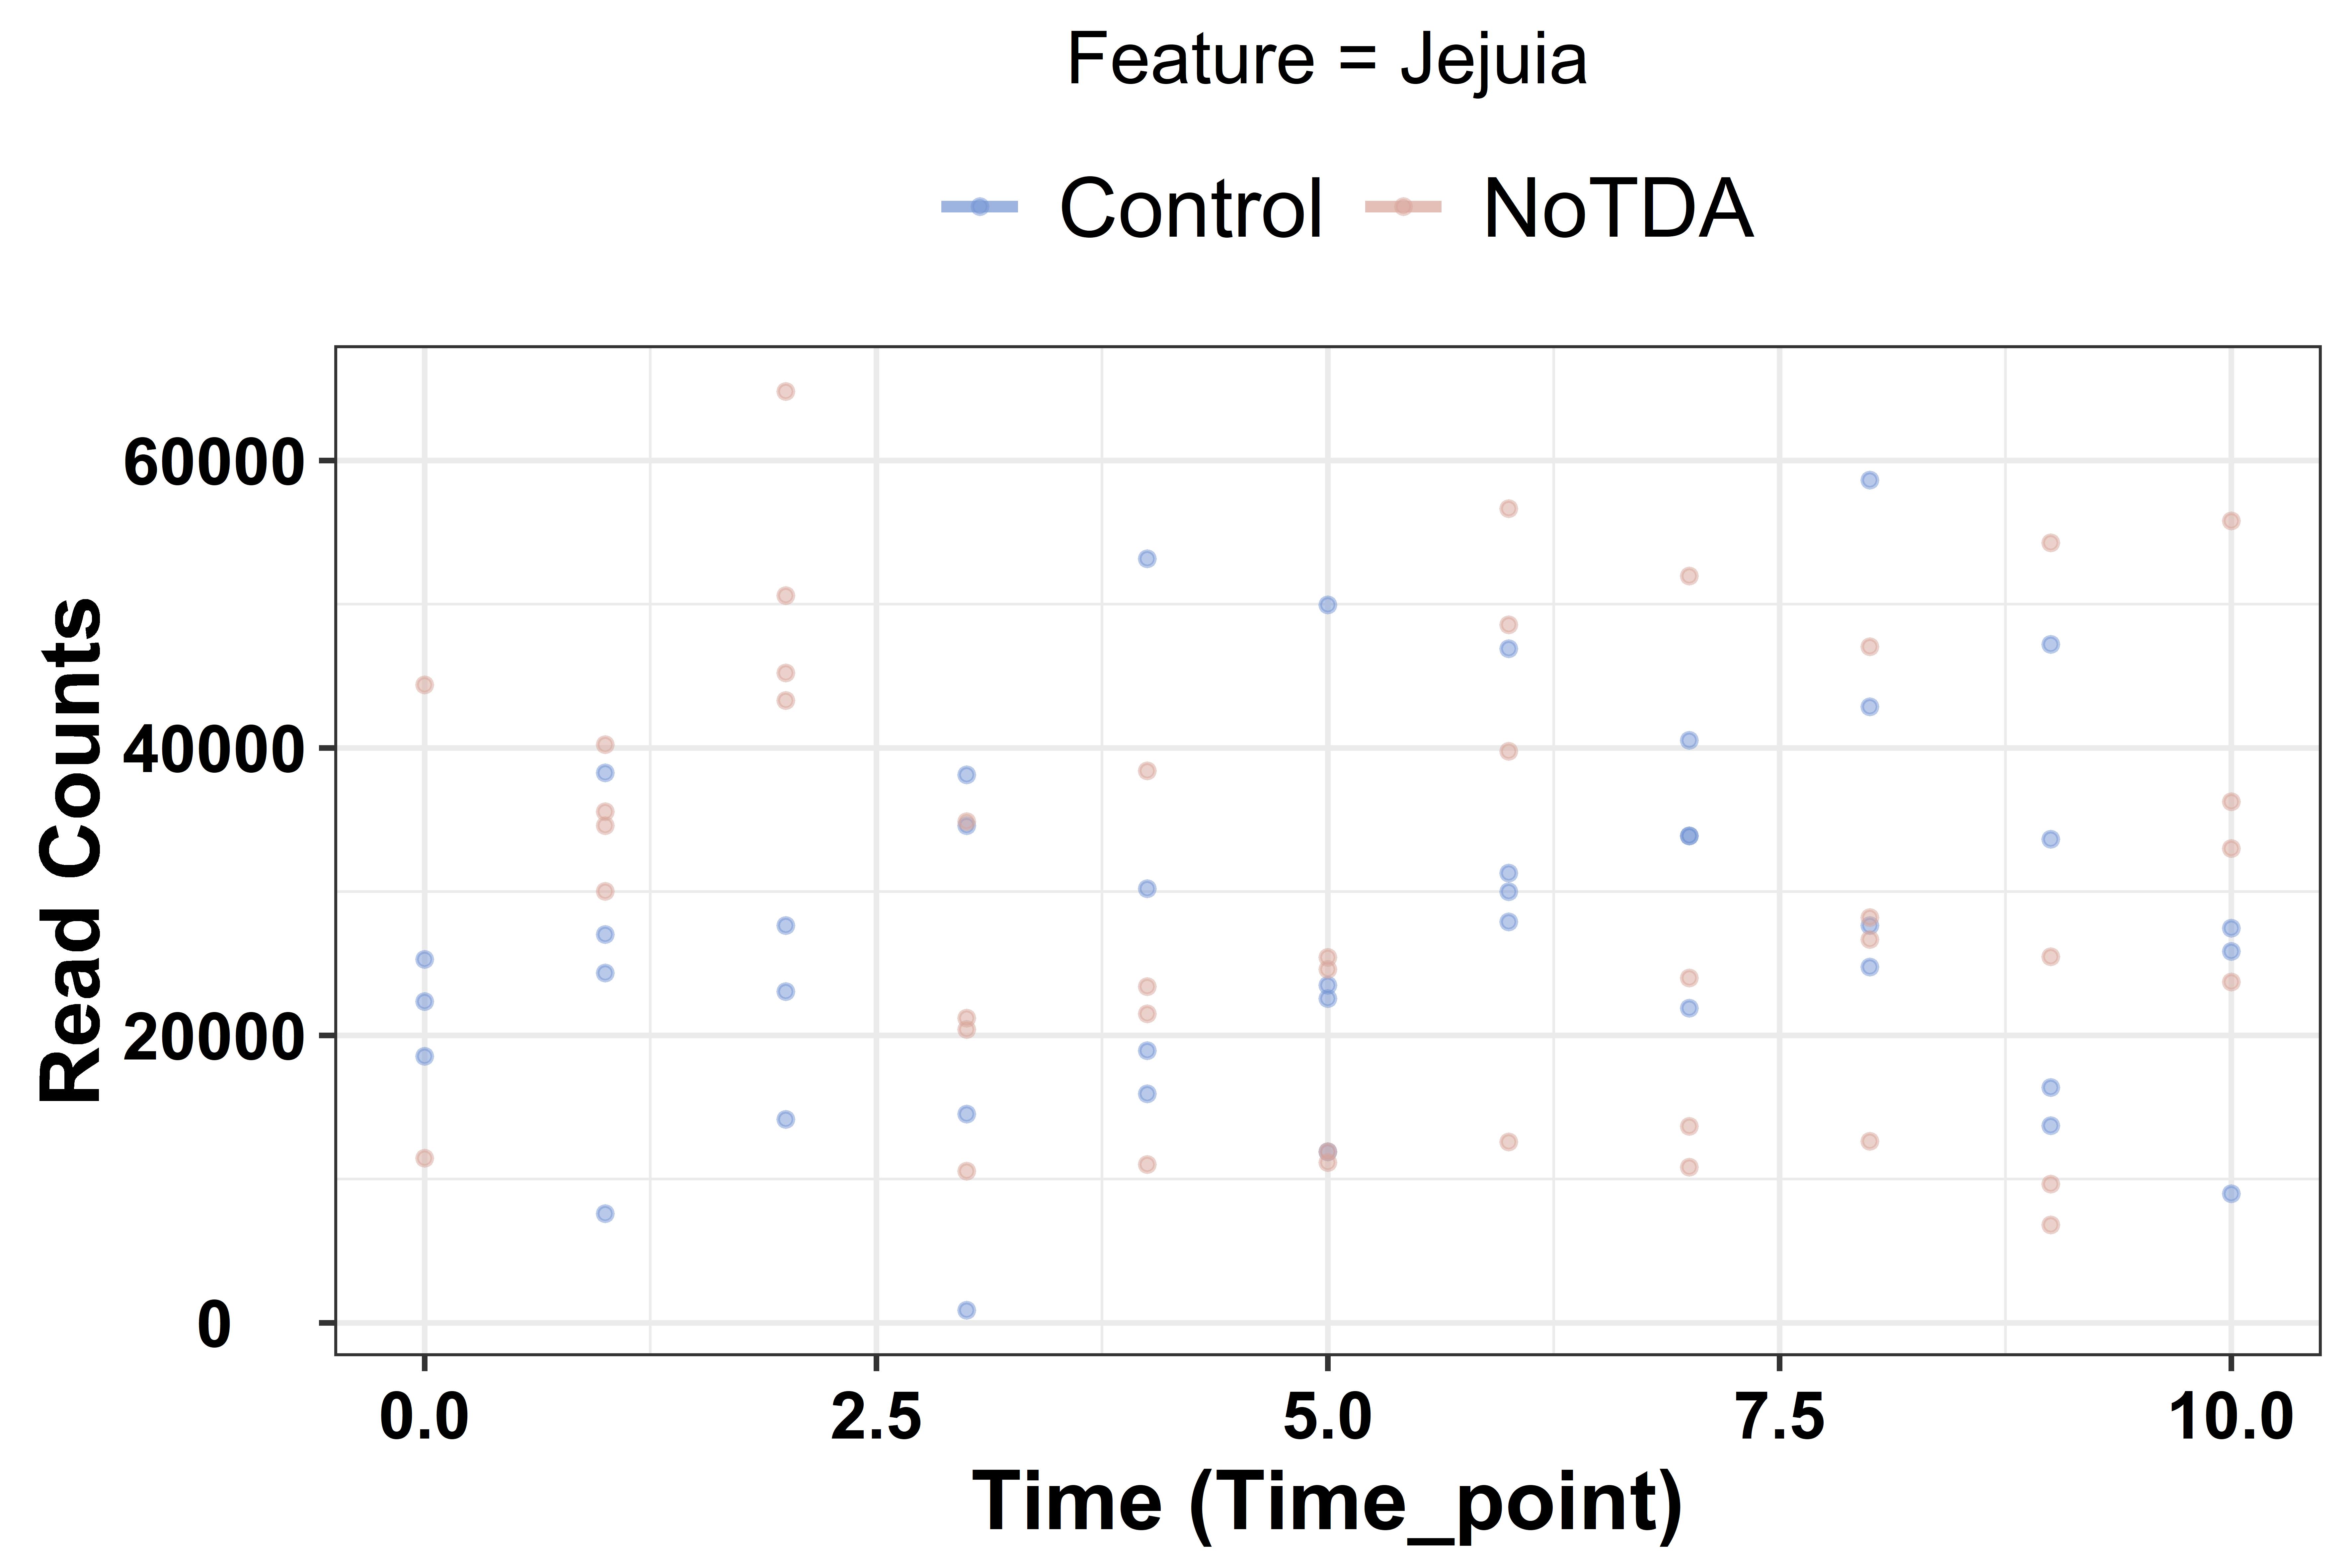 Feature = Jejuia
Control NoTDA
Read Counts
60000
40000
20000
0
0.0 2.5 5.0 7.5 10.0
Time (Time_point)